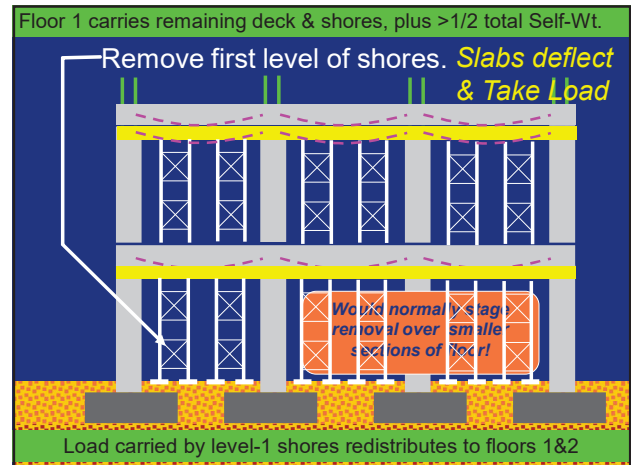 Floor 1 carries remaining deck & shores, plus >1/2 total Self-Wt.
Remove first level of shores. Slabs deflect
& Take Load
Would normally stage
removal over smaller
sections of floor!
Load carried by level-1 shores redistributes to floors 1&2